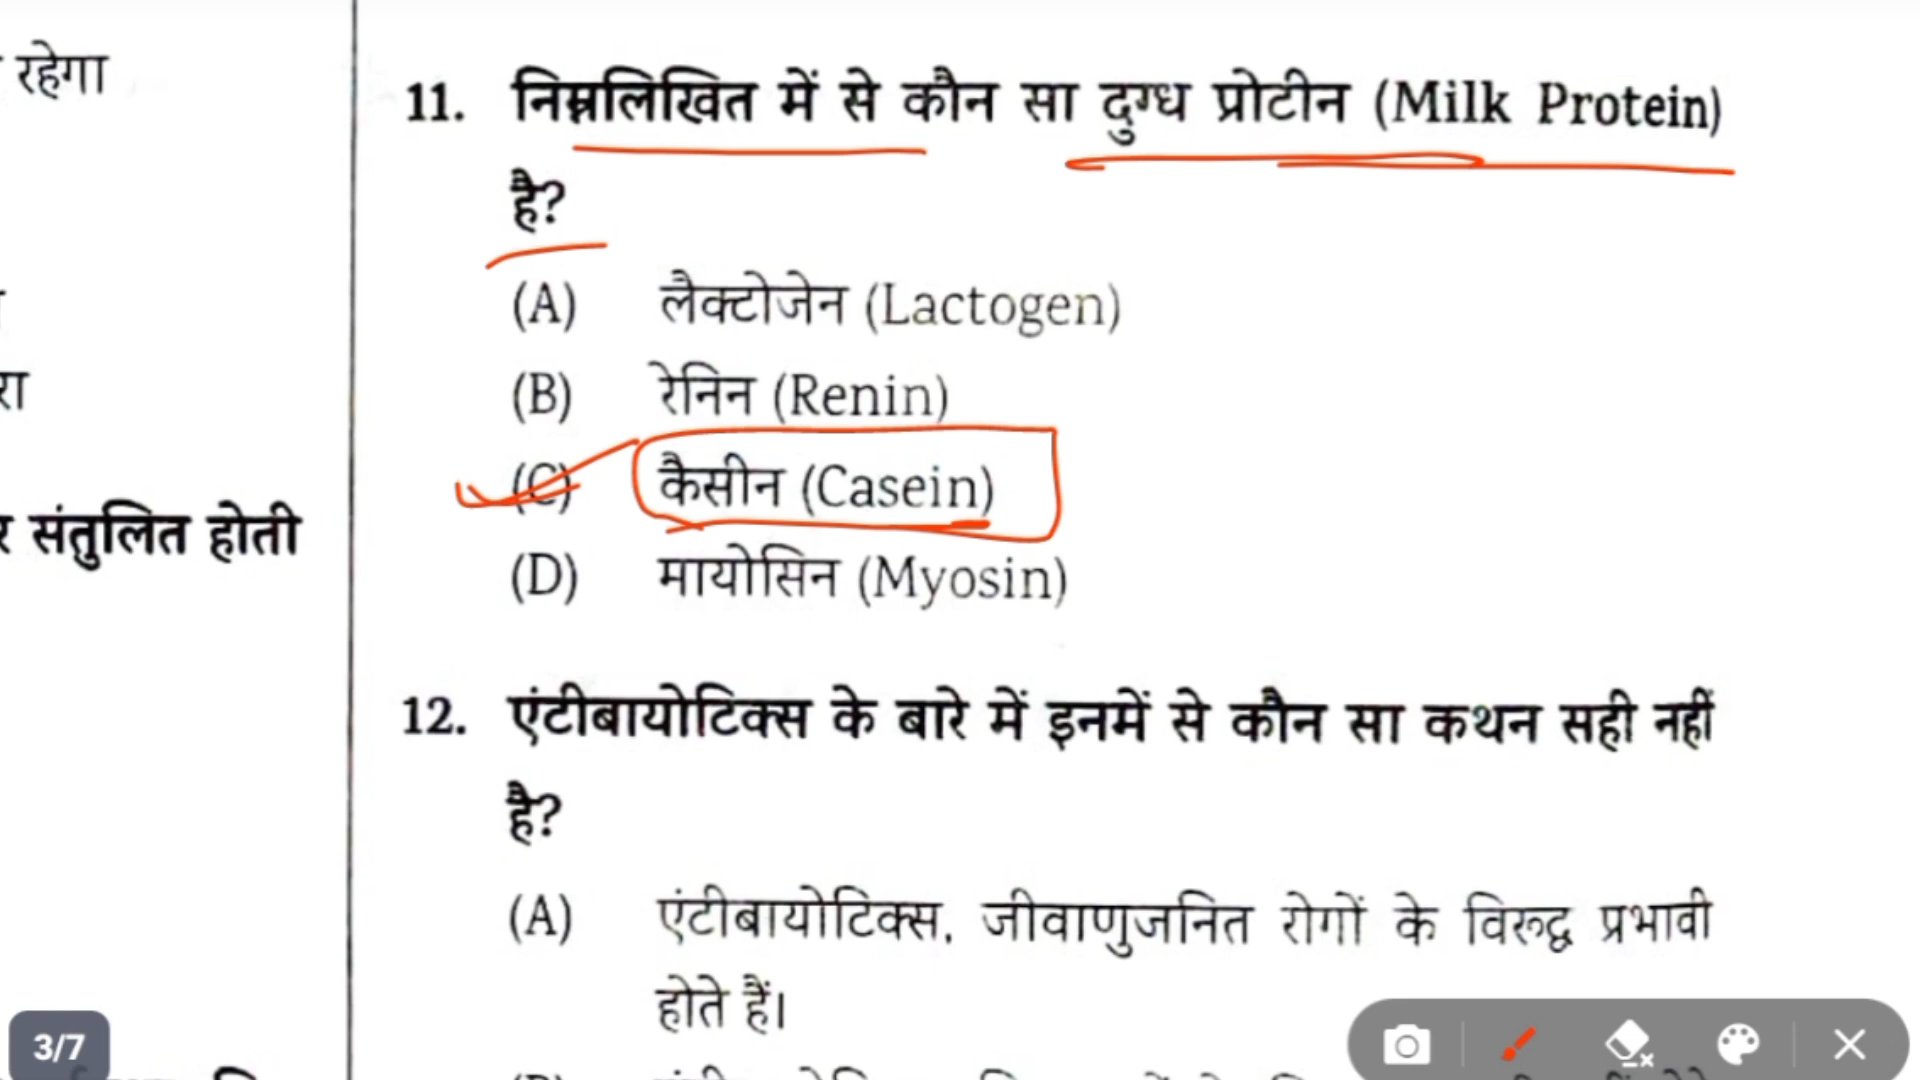 रहेगा
संतुलित होती
11. निम्नलिखित में से कौन सा दुग्ध प्रोटीन (Milk Protein)
है?
(A) लैक्टोजेन (Lactogen)
(B) रेनिन (Renin)
(C) कैसीन (Casein)
(D) मायोसिन (Myosin)
12. एंटीबायोटिक्स के बारे में इनमें से कौन सा कथन सही नहीं
है?
(A) एंटीबायोटिक्स, जीवाणुजनित रोगों के विरूद्ध प्रभावी
होते हैं।
3/7